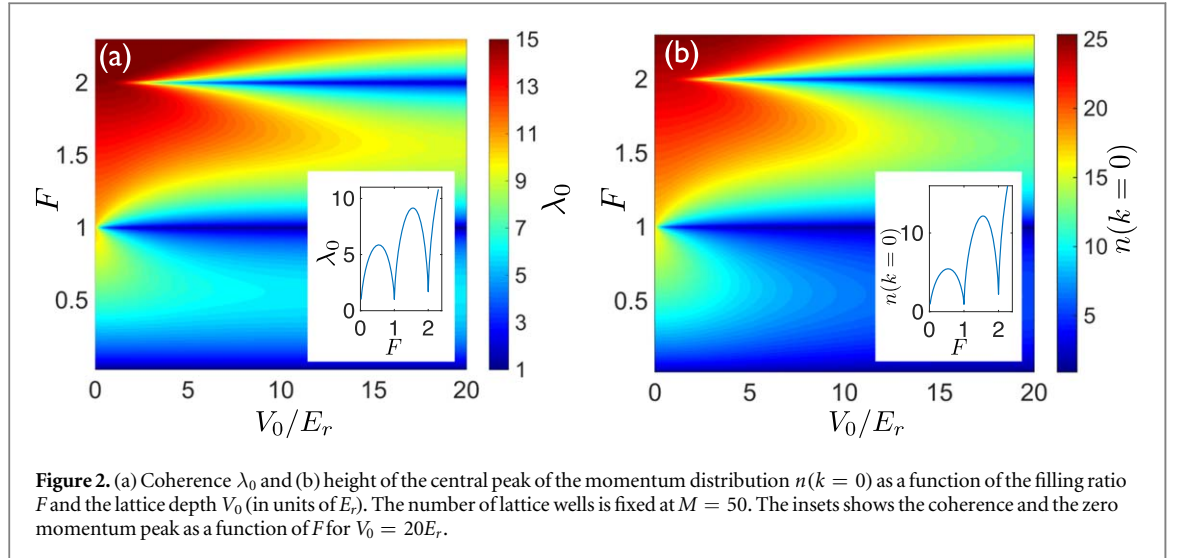 (a)
15
13
11
9
7
5
3
1
λ₀
2
1.5
1
0.5
F
0
5
10
15
20
V₀/Eᵣ
10
5
0
λ₀
0
1
2
F
(b)
25
20
15
10
5
n(k = 0)
2
1.5
1
0.5
F
0
5
10
15
20
V₀/Eᵣ
10
0
n(k = 0)
0
1
2
F
Figure 2. (a) Coherence λ₀ and (b) height of the central peak of the momentum distribution n(k = 0) as a function of the filling ratio
F and the lattice depth V₀ (in units of Eᵣ). The number of lattice wells is fixed at M = 50. The insets shows the coherence and the zero
momentum peak as a function of F for V₀ = 20Eᵣ.